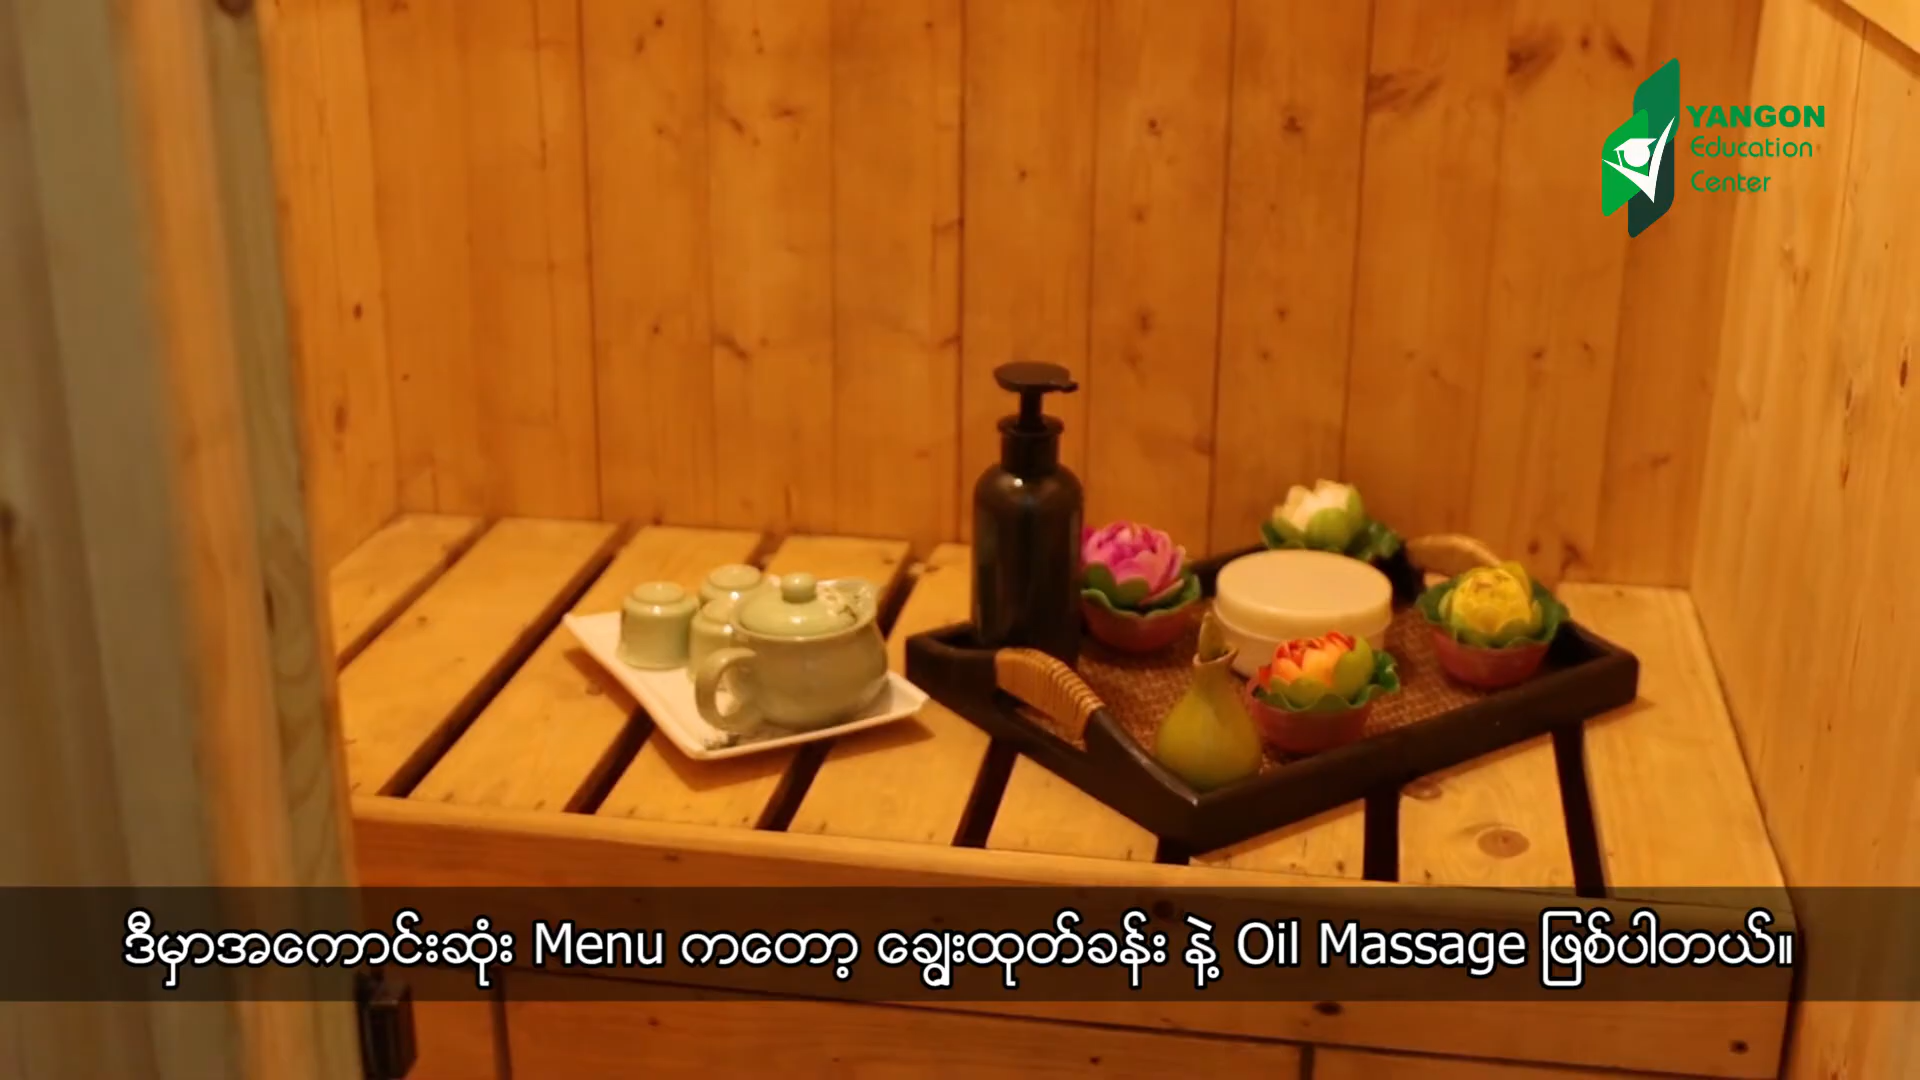 YANGON
Education
Center
ဒီမှာအကောင်းဆုံး Menu ကတော့ ချွေးထုတ်ခန်း နဲ့ Oil Massage ဖြစ်ပါတယ်။